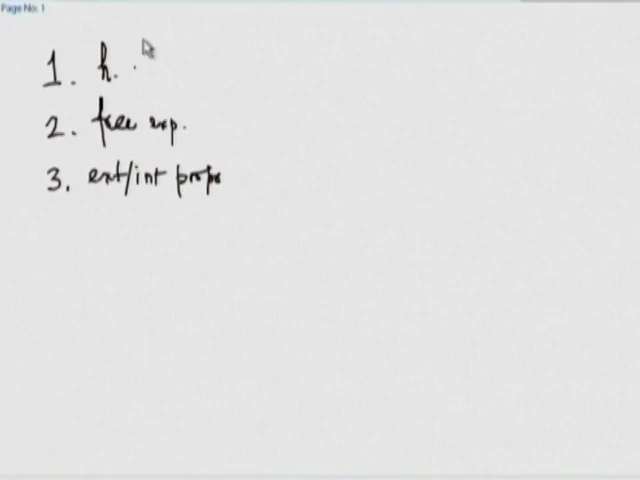 Page No: 1
1. h.
2. free exp.
3. ext/int props